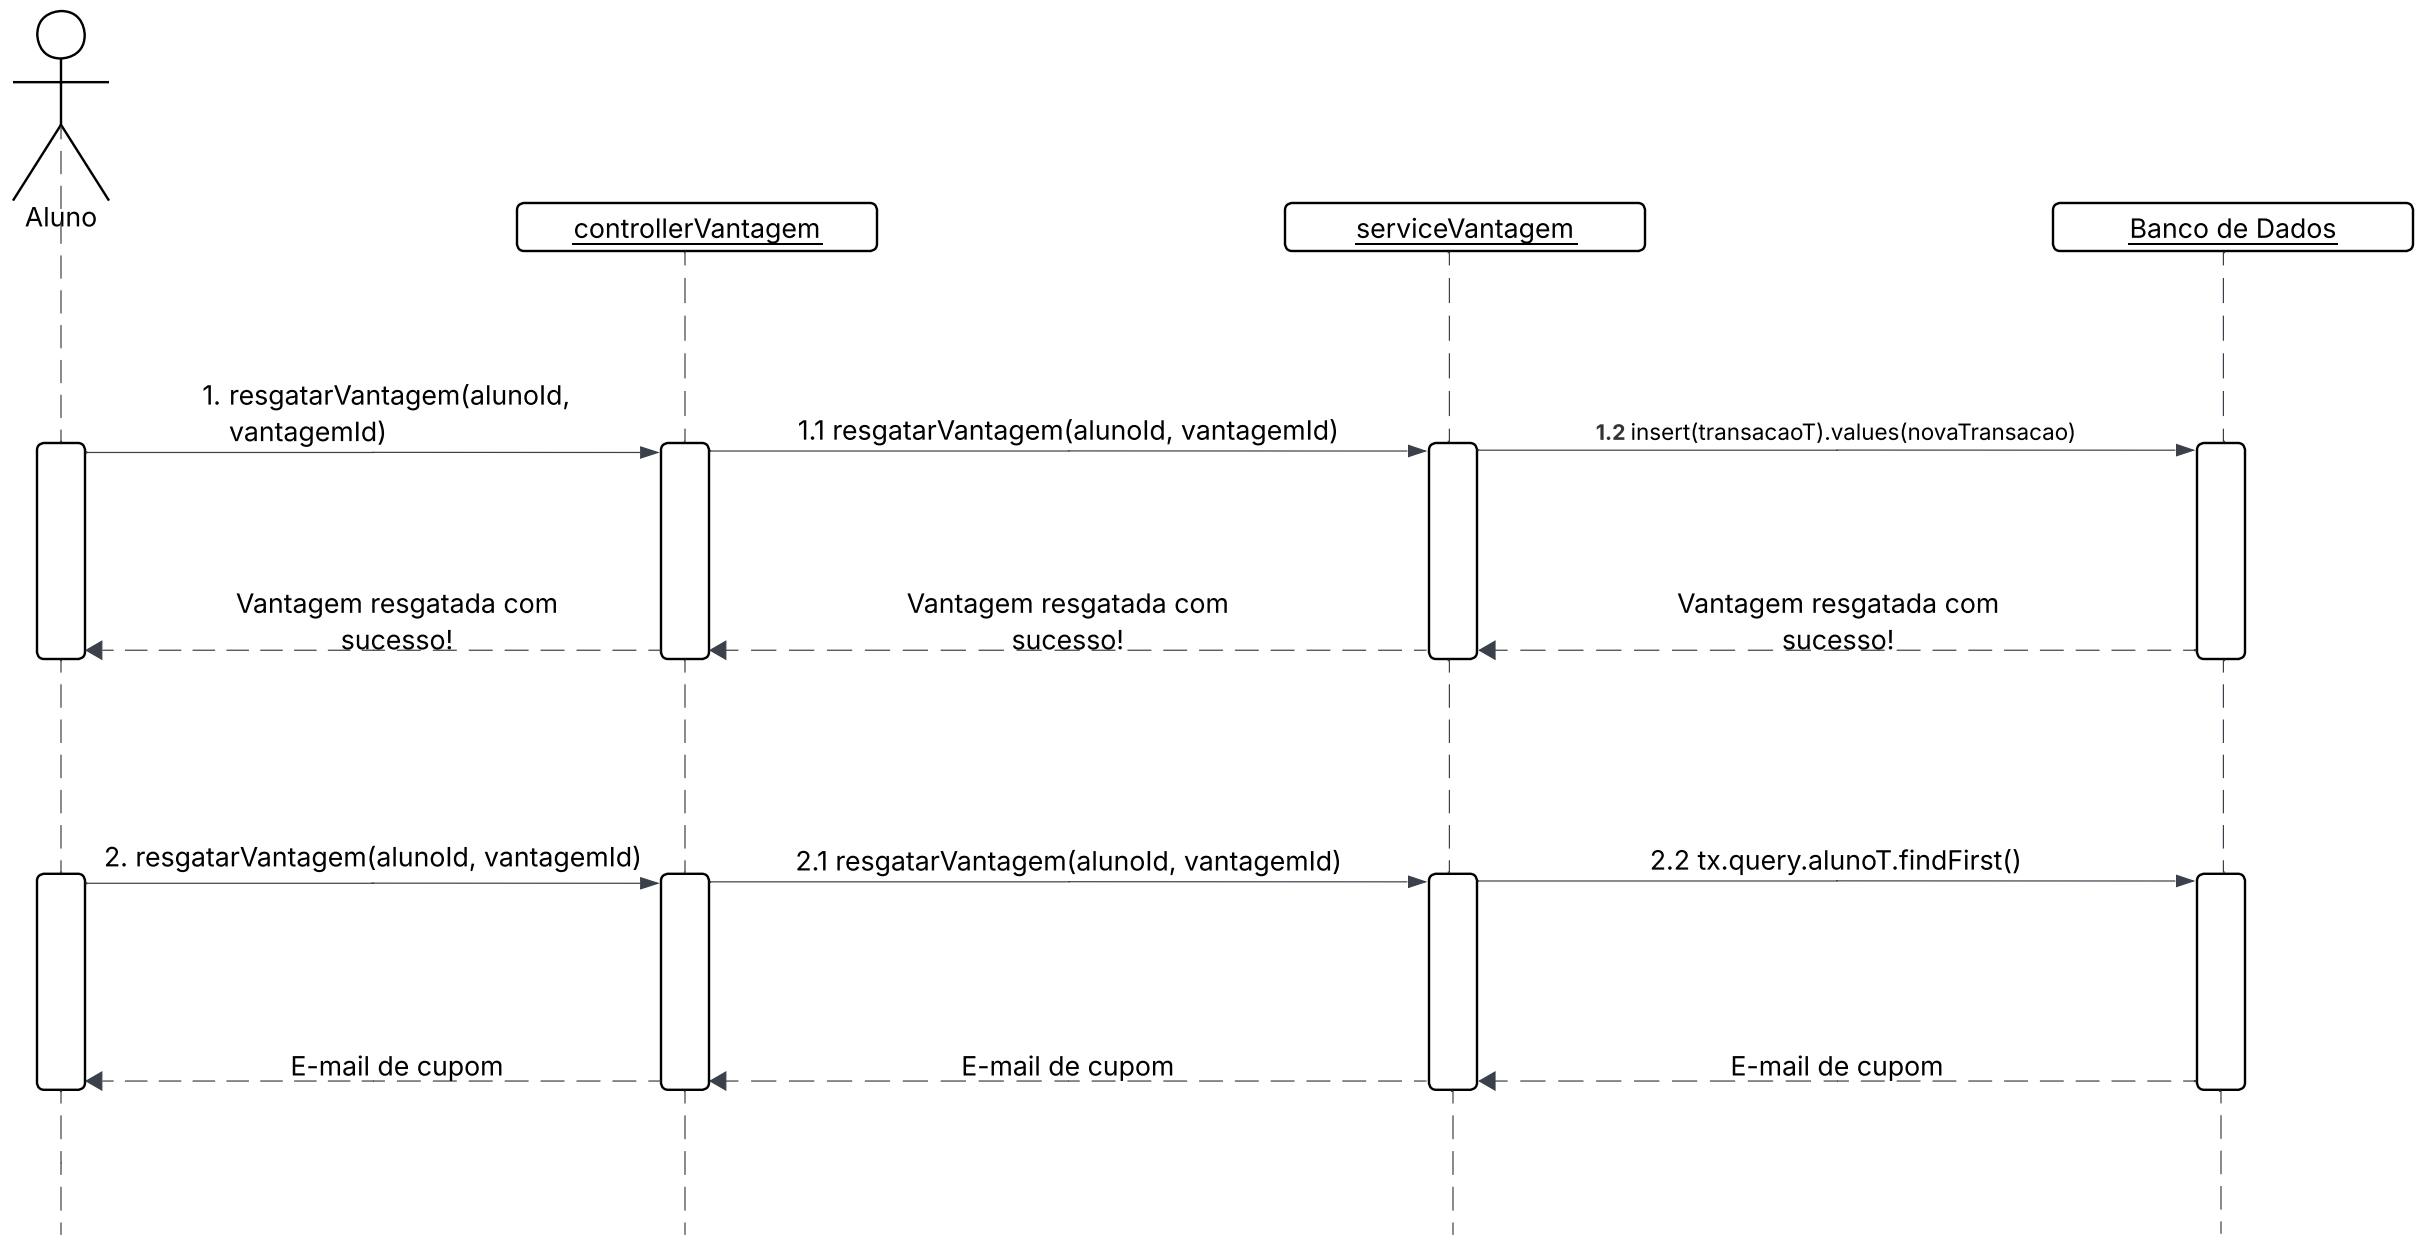 Aluno
controllerVantagem
serviceVantagem
Banco de Dados
1. resgatarVantagem(alunoId,
vantagemId)
1.1 resgatarVantagem(alunoId, vantagemId)
1.2 insert(transacaoT).values(novaTransacao)
Vantagem resgatada com
sucesso!
Vantagem resgatada com
sucesso!
Vantagem resgatada com
sucesso!
2. resgatarVantagem(alunoId, vantagemId)
2.1 resgatarVantagem(alunoId, vantagemId)
2.2 tx.query.alunoT.findFirst()
E-mail de cupom
E-mail de cupom
E-mail de cupom